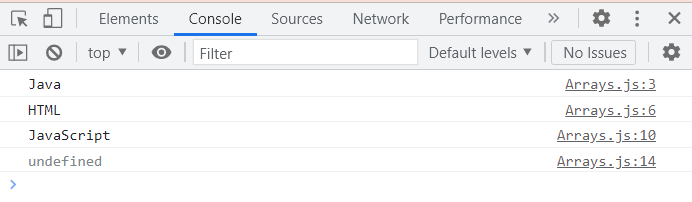 Elements Console Sources Network Performance »
top ▼ Filter Default levels ▼ No Issues
Java Arrays.js:3
HTML Arrays.js:6
JavaScript Arrays.js:10
undefined Arrays.js:14
>